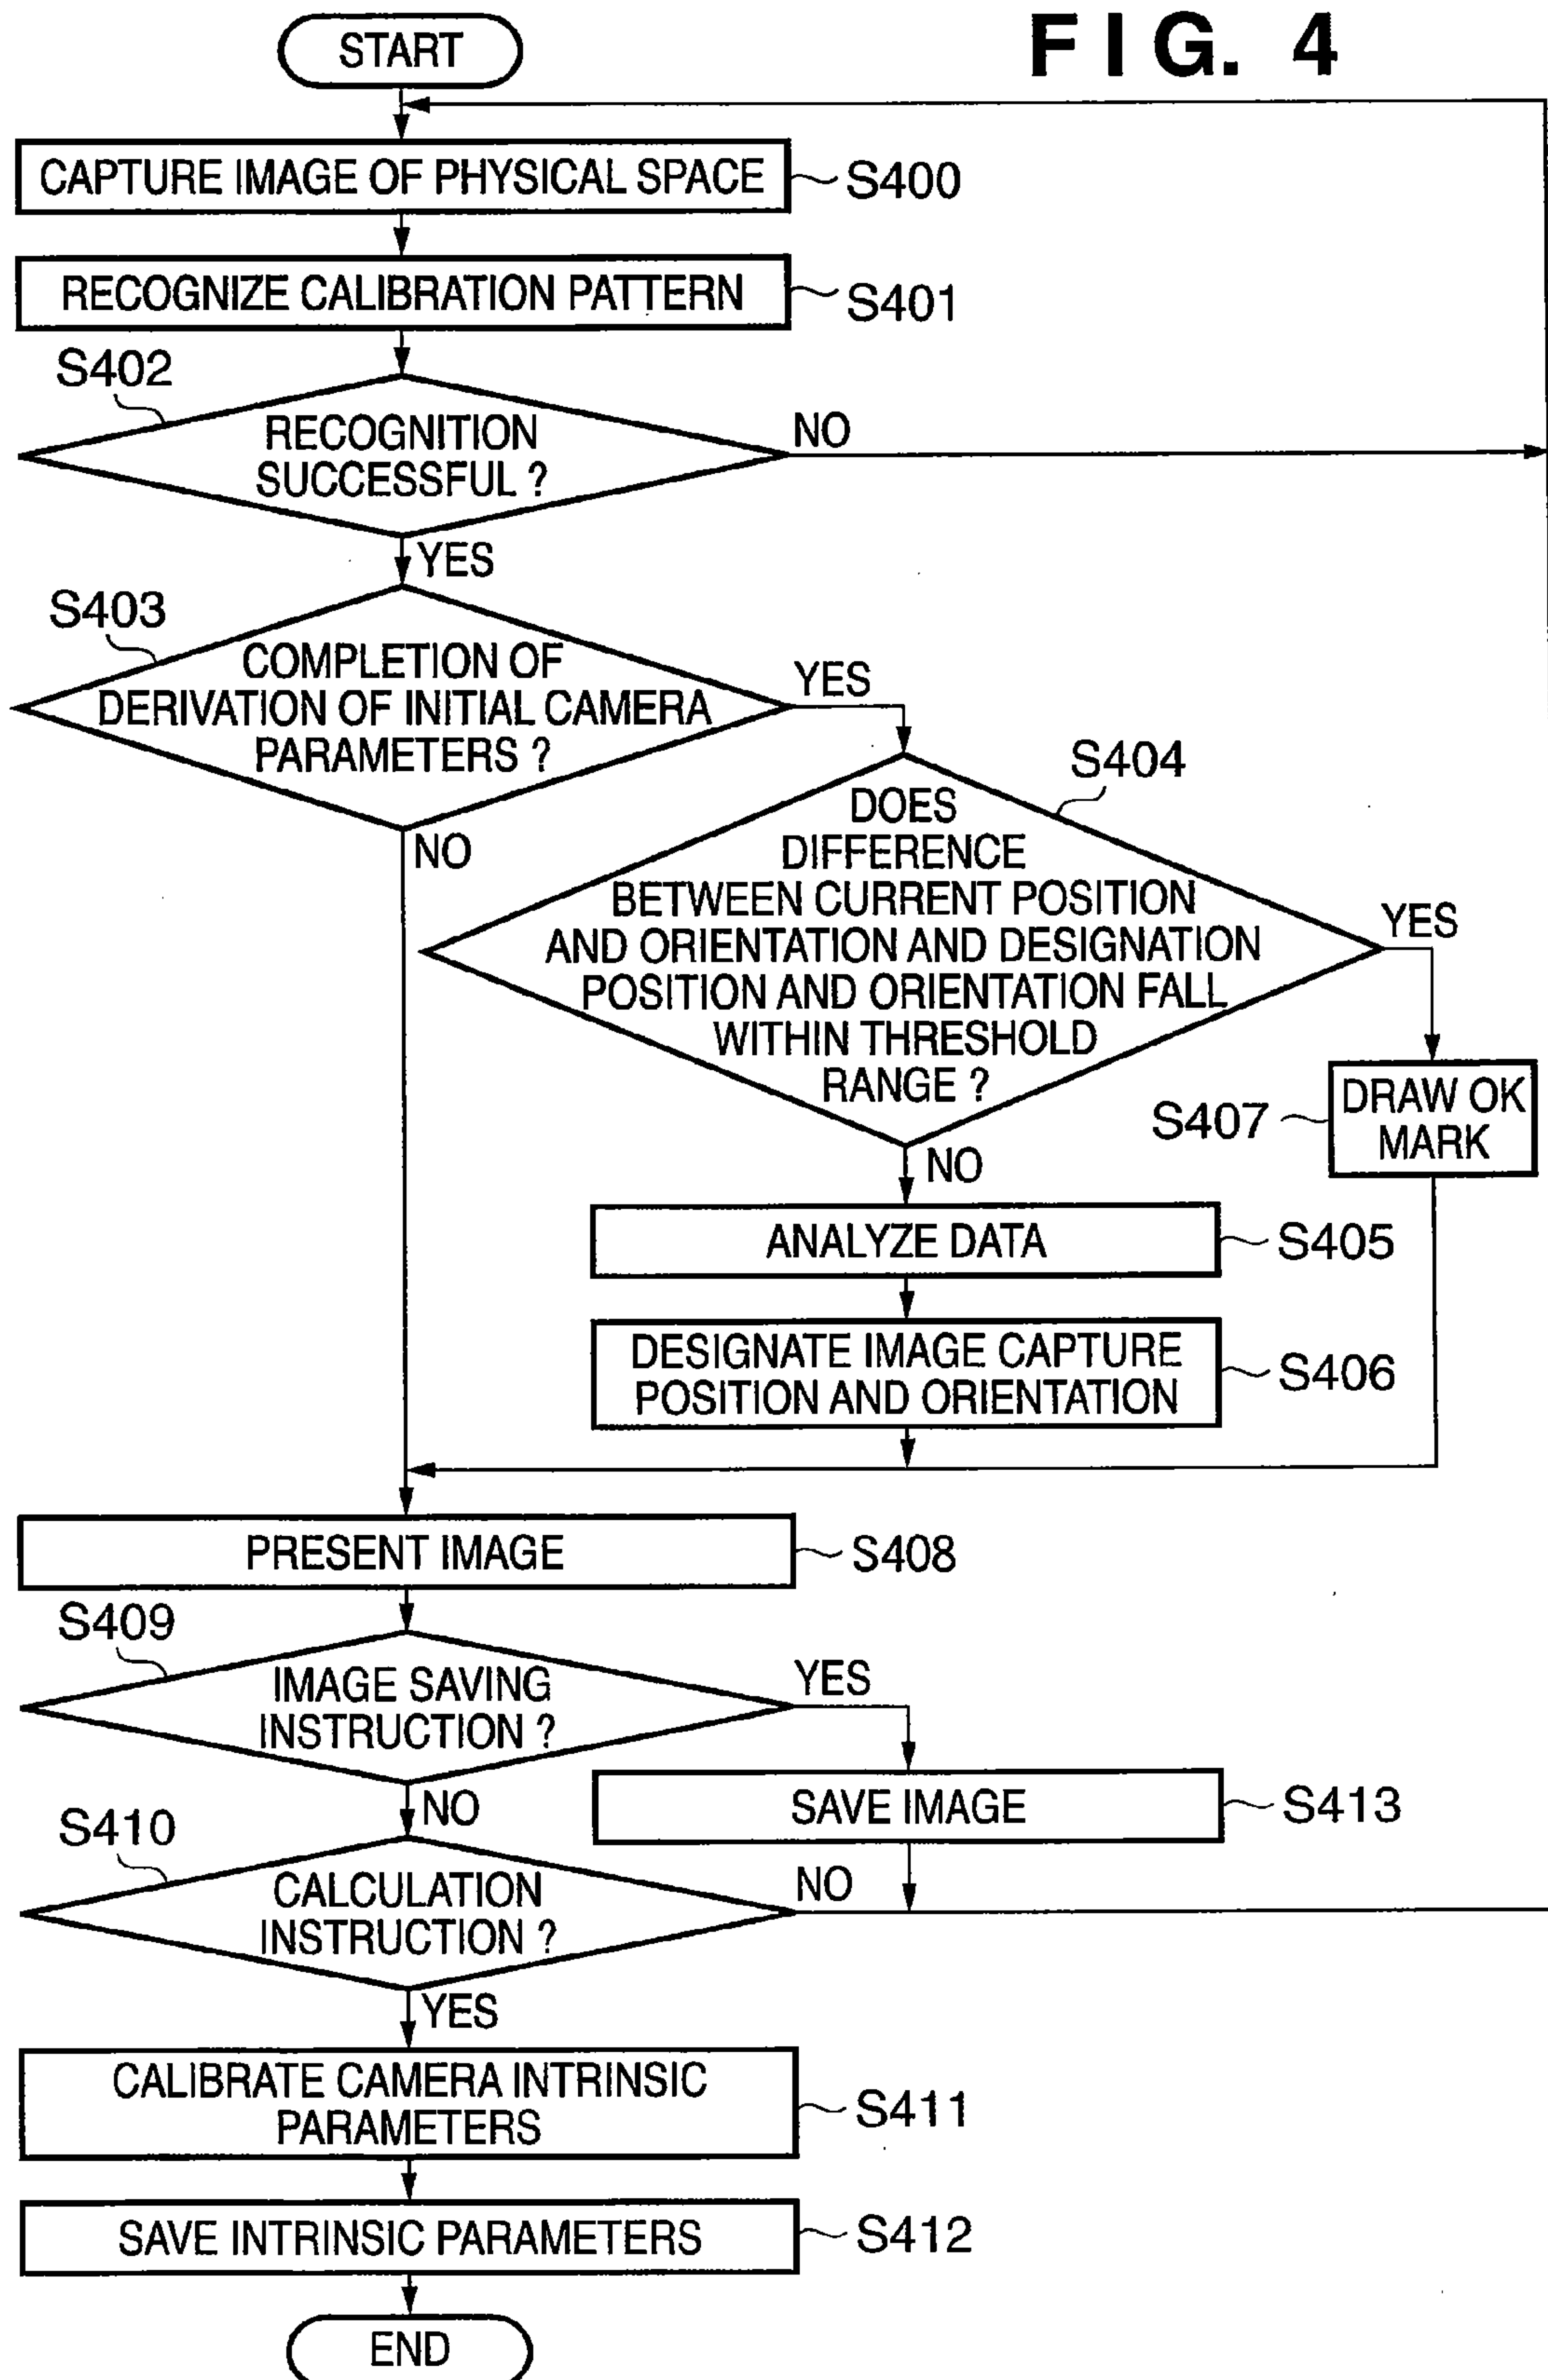 FIG. 4
START
CAPTURE IMAGE OF PHYSICAL SPACE
S400
RECOGNIZE CALIBRATION PATTERN
S401
S402
RECOGNITION
SUCCESSFUL ?
NO
YES
S403
COMPLETION OF
DERIVATION OF INITIAL CAMERA
PARAMETERS ?
YES
NO
S404
DOES
DIFFERENCE
BETWEEN CURRENT POSITION
AND ORIENTATION AND DESIGNATION
POSITION AND ORIENTATION FALL
WITHIN THRESHOLD
RANGE ?
YES
NO
S407
DRAW OK
MARK
ANALYZE DATA
S405
DESIGNATE IMAGE CAPTURE
POSITION AND ORIENTATION
S406
PRESENT IMAGE
S408
S409
IMAGE SAVING
INSTRUCTION ?
YES
NO
SAVE IMAGE
S413
S410
CALCULATION
INSTRUCTION ?
NO
YES
CALIBRATE CAMERA INTRINSIC
PARAMETERS
S411
SAVE INTRINSIC PARAMETERS
S412
END